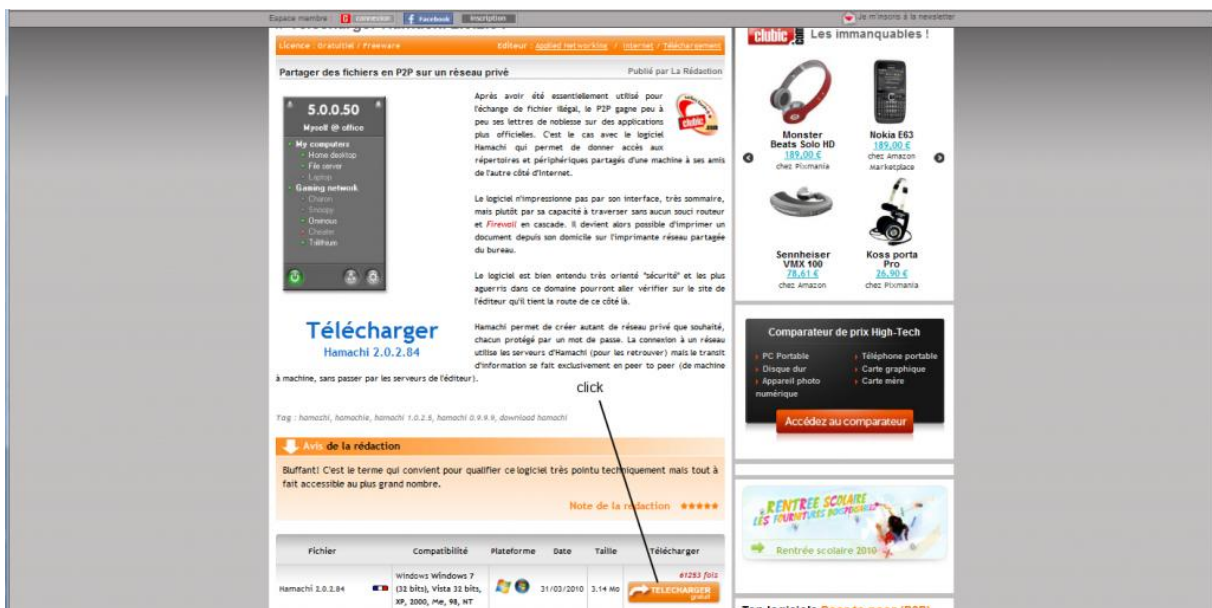 Espace membre : connexion Facebook Inscription
Je m'inscris à la newsletter
Licence : Gratuitiel / Freeware
Editeur : Applied Networking / Internet / Téléchargement
Partager des fichiers en P2P sur un réseau privé
Publié par La Rédaction
5.0.0.50
Myself @ office
My computers
Home desktop
File server
Laptop
Gaming network
Charon
Snoopy
Ominous
Cheater
Trillirium
Après avoir été essentiellement utilisé pour
l'échange de fichier illégal, le P2P gagne peu à
peu ses lettres de noblesse sur des applications
plus officielles. C'est le cas avec le logiciel
Hamachi qui permet de donner accès aux
répertoires et périphériques partagés d'une machine à ses amis
de l'autre côté d'Internet.
clubic
.com
Le logiciel n'impressionne pas par son interface, très sommaire,
mais plutôt par sa capacité à traverser sans aucun souci routeur
et Firewall en cascade. Il devient alors possible d'imprimer un
document depuis son domicile sur l'imprimante réseau partagée
du bureau.
Le logiciel est bien entendu très orienté "sécurité" et les plus
aguerris dans ce domaine pourront aller vérifier sur le site de
l'éditeur qu'il tient la route de ce côté là.
Télécharger
Hamachi 2.0.2.84
Hamachi permet de créer autant de réseau privé que souhaité,
chacun protégé par un mot de passe. La connexion à un réseau
utilise les serveurs d'Hamachi (pour les retrouver) mais le transit
d'information se fait exclusivement en peer to peer (de machine
à machine, sans passer par les serveurs de l'éditeur).
click
Tag : hamachi, hamachie, hamachi 1.0.2.5, hamachi 0.9.9.9, download hamachi
Avis de la rédaction
Bluffant! C'est le terme qui convient pour qualifier ce logiciel très pointu techniquement mais tout à
fait accessible au plus grand nombre.
Note de la rédaction
Fichier Compatibilité Plateforme Date Taille Télécharger
Hamachi 2.0.2.84
Windows Windows 7
(32 bits), Vista 32 bits,
XP, 2000, Me, 98, NT
31/03/2010
3.14 Mo
61283 fois
TELECHARGER
gratuit
clubic
.com
Les immanquables !
Monster
Beats Solo HD
189,00 €
chez Pixmania
Nokia E63
189,00 €
chez Amazon
Marketplace
Sennheiser
VMX 100
78,61 €
chez Amazon
Koss porta
Pro
26,90 €
chez Pixmania
Comparateur de prix High-Tech
PC Portable
Disque dur
Appareil photo
numérique
Téléphone portable
Carte graphique
Carte mère
Accédez au comparateur
RENTREE SCOLAIRE
LES FOURNITURES
Rentrée scolaire 2010